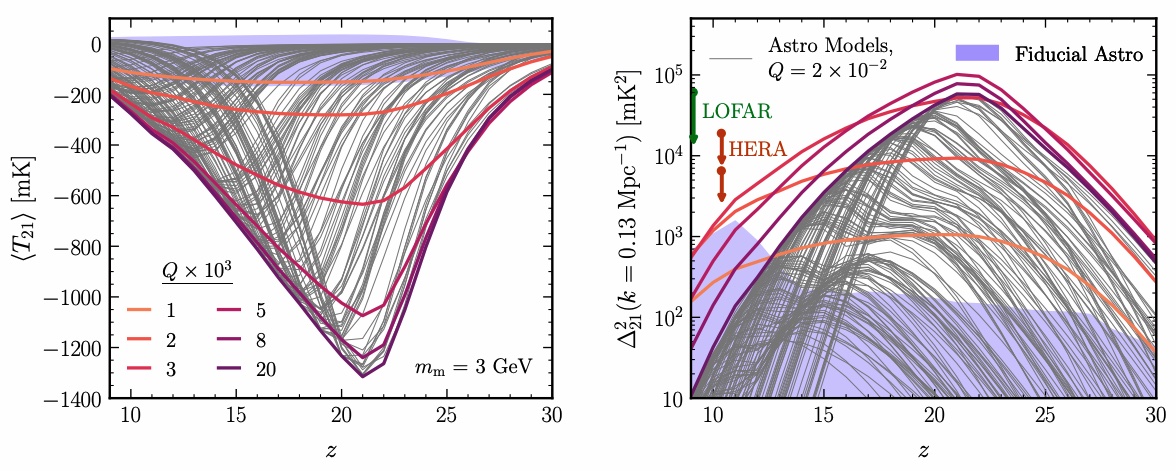 0
−200
−400
−600
−800
−1000
−1200
−1400
⟨T₂₁⟩ [mK]
Q × 10³
1 5
2 8
3 20
mₘ = 3 GeV
10 15 20 25 30
z
Astro Models,
Q = 2 × 10⁻²
Fiducial Astro
LOFAR
HERA
10⁵
10⁴
10³
10²
10
Δ²₂₁(k = 0.13 Mpc⁻¹) [mK²]
10 15 20 25 30
z